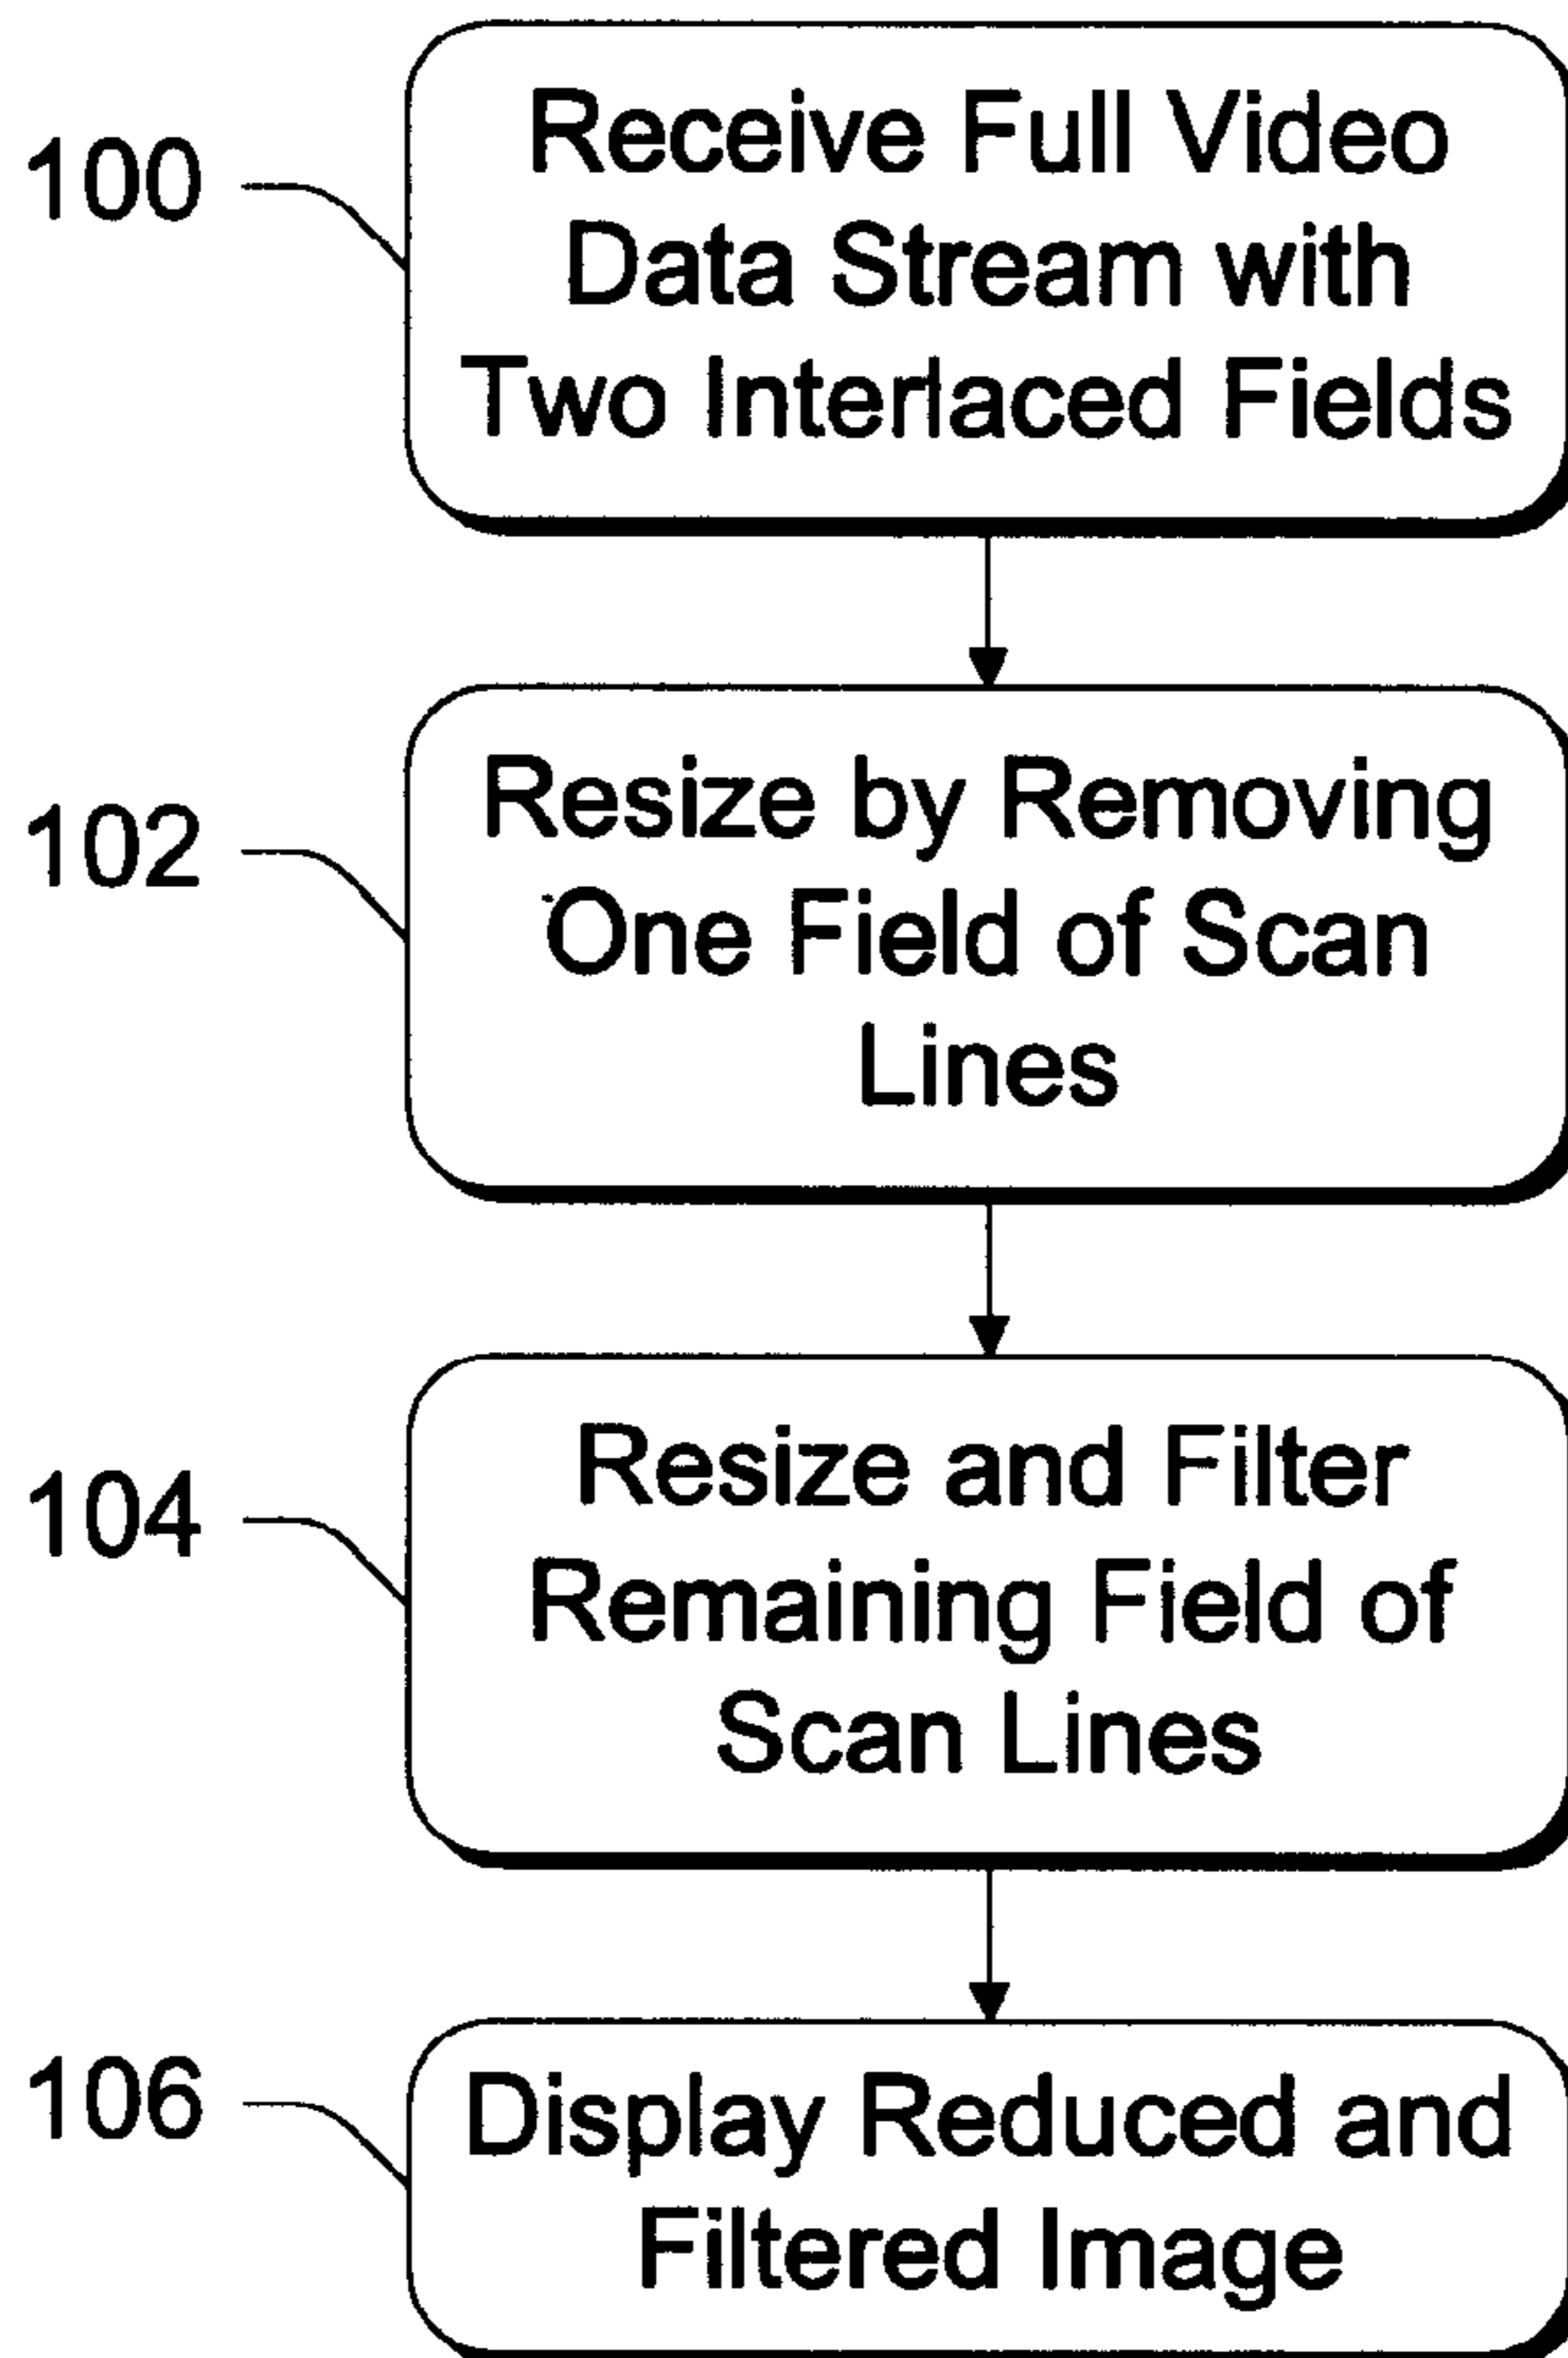 100
Receive Full Video
Data Stream with
Two Interlaced Fields
102
Resize by Removing
One Field of Scan
Lines
104
Resize and Filter
Remaining Field of
Scan Lines
106
Display Reduced and
Filtered Image